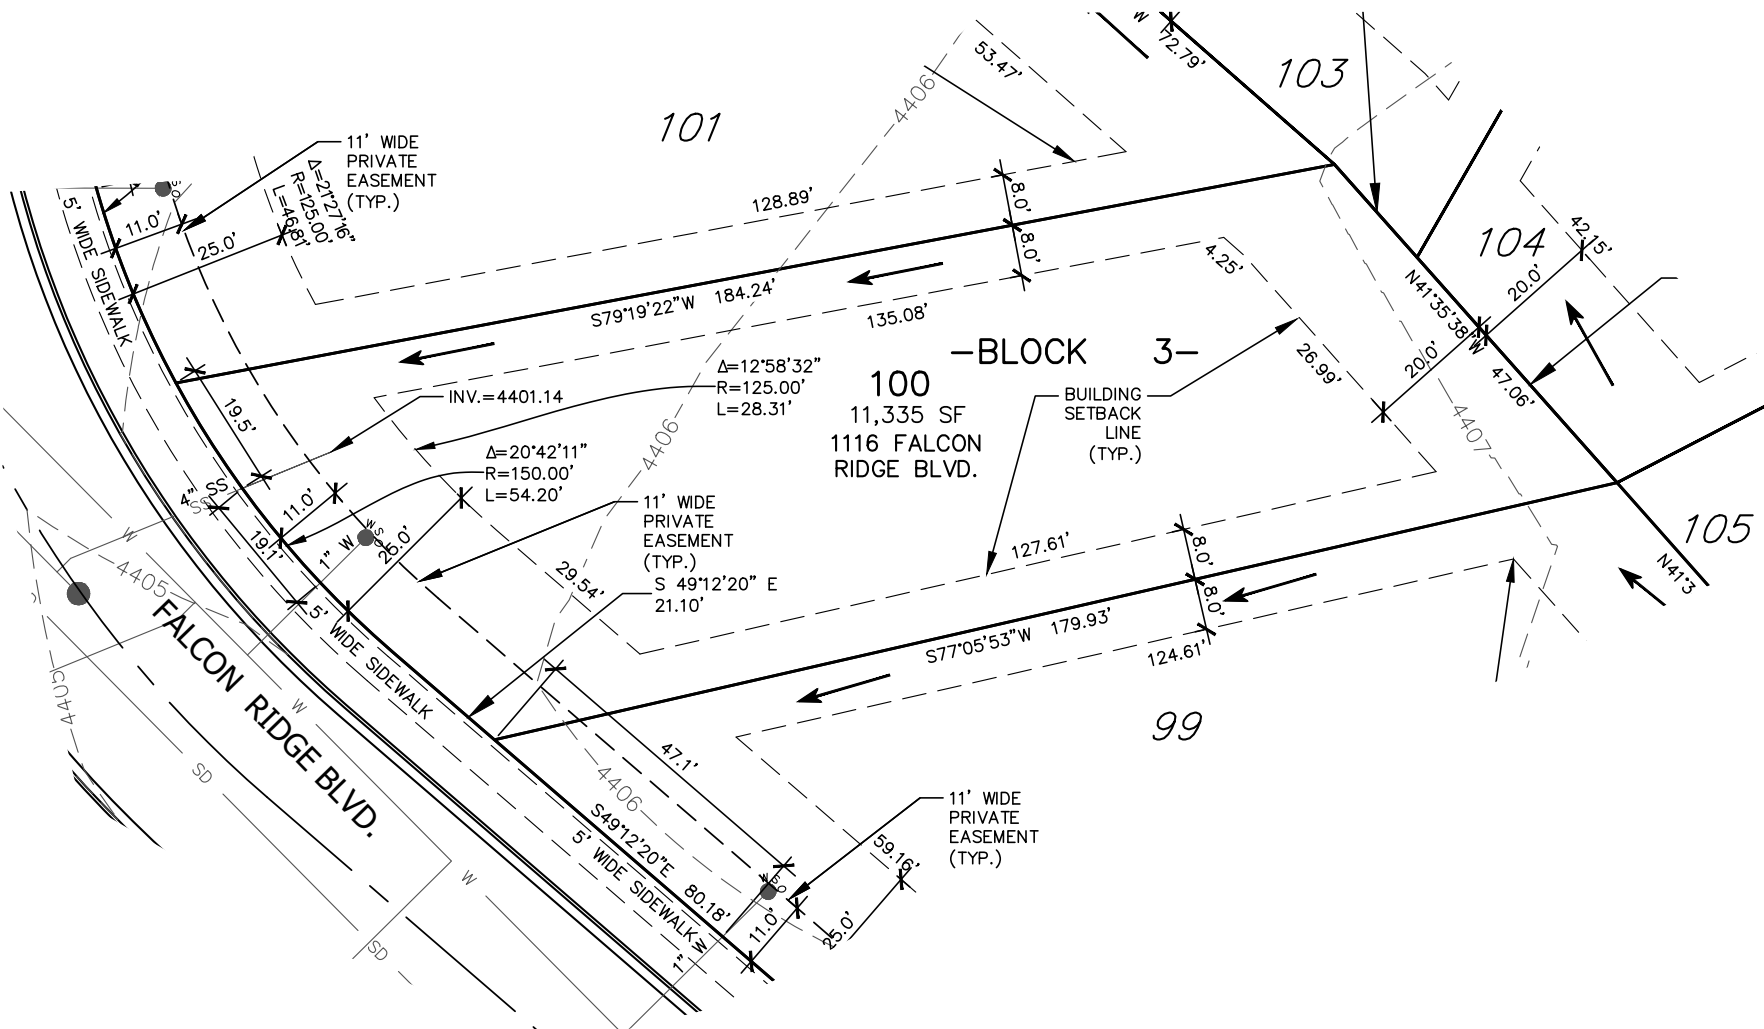 W
72.79'
103
53.47'
4406
101
11' WIDE
PRIVATE
EASEMENT
(TYP.)
Δ=21°27'16"
R=125.00'
L=46.81'
5' WIDE SIDEWALK
11.0'
25.0'
128.89'
8.0'
8.0'
104
42.15'
20.0'
4.25'
N41°35'38"W
47.06'
S79°19'22"W 184.24'
135.08'
-BLOCK 3-
26.99'
20.0'
100
11,335 SF
1116 FALCON
RIDGE BLVD.
Δ=12°58'32"
R=125.00'
L=28.31'
INV.=4401.14
BUILDING
SETBACK
LINE
(TYP.)
4407
19.5'
4406
Δ=20°42'11"
R=150.00'
L=54.20'
4" SS
SS
11.0'
19.1'
1" W
W
S
25.0'
11' WIDE
PRIVATE
EASEMENT
(TYP.)
127.61'
8.0'
8.0'
105
N41°3
W
4405
29.54'
S 49°12'20" E
21.10'
5' WIDE SIDEWALK
S77°05'53"W 179.93'
124.61'
FALCON RIDGE BLVD.
4405
W
99
SD
47.1'
4406
S49°12'20"E 80.18'
5' WIDE SIDEWALK
11' WIDE
PRIVATE
EASEMENT
(TYP.)
59.16'
W
SD
1" W
11.0'
25.0'